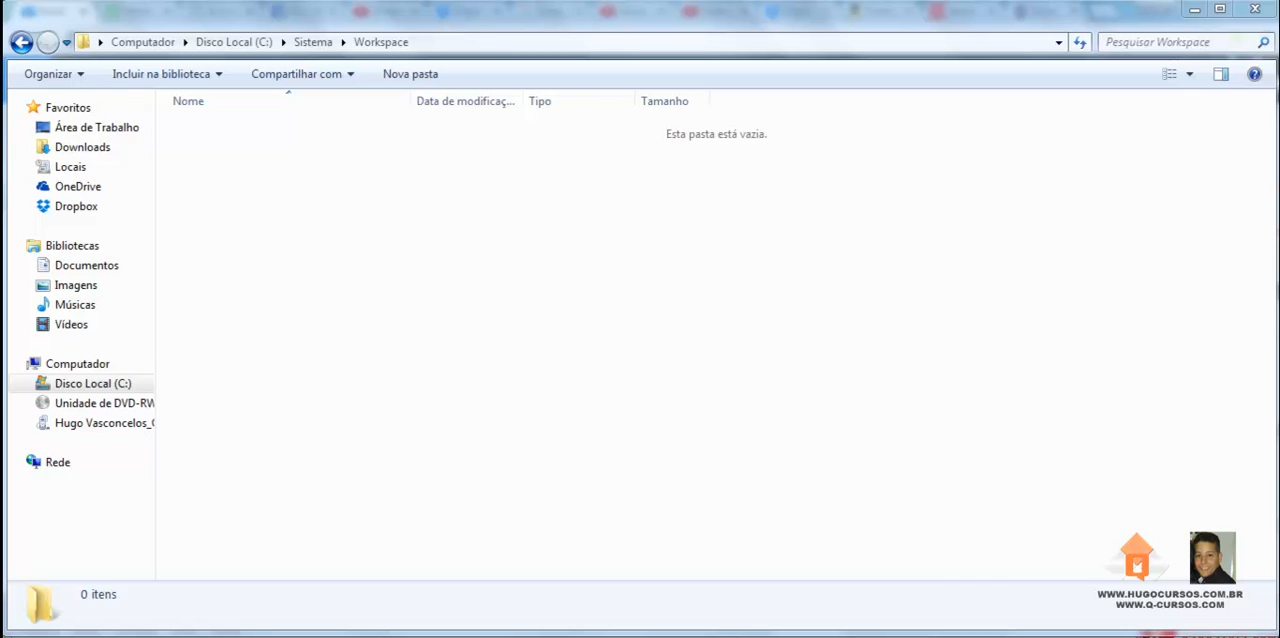 Computador Disco Local (C:) Sistema Workspace
Pesquisar Workspace
Organizar Incluir na biblioteca Compartilhar com Nova pasta
Nome Data de modificaç... Tipo Tamanho
Esta pasta está vazia.
Favoritos
Área de Trabalho
Downloads
Locais
OneDrive
Dropbox
Bibliotecas
Documentos
Imagens
Músicas
Vídeos
Computador
Disco Local (C:)
Unidade de DVD-RW
Hugo Vasconcelos_
Rede
0 itens
WWW.HUGOCURSOS.COM.BR
WWW.Q-CURSOS.COM